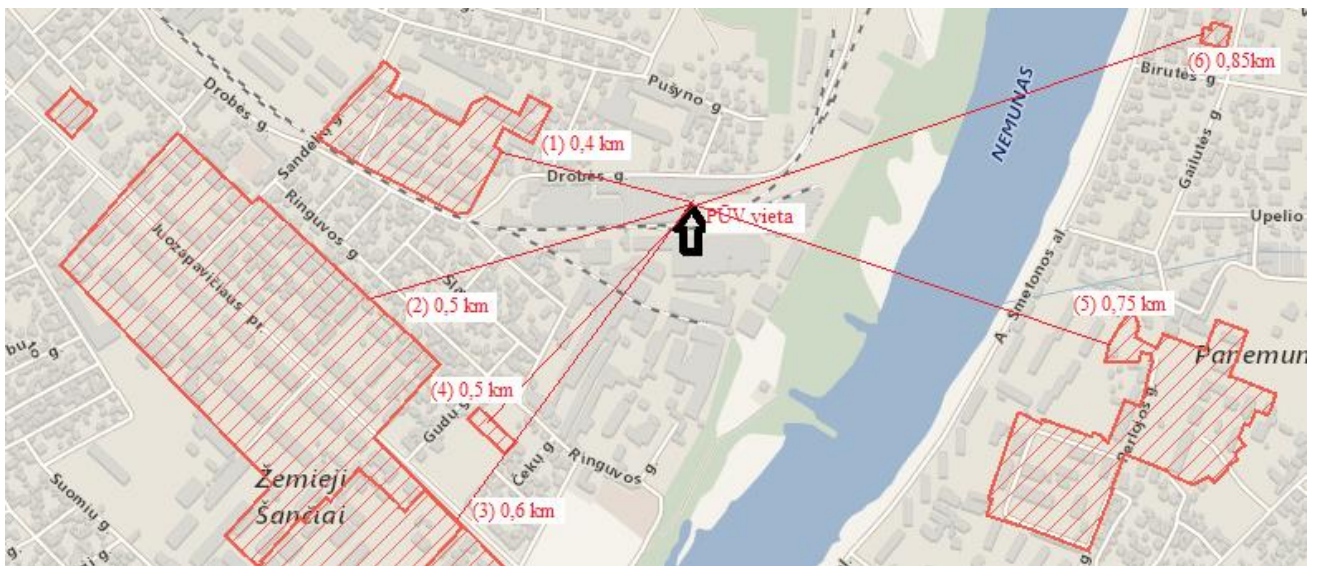 (6) 0,85km
Birutės g.
NEMUNAS
Pušyno g.
Drobės g.
Sandėlių g.
(1) 0,4 km
Drobės g.
Gailutės g.
Ringuvos g.
PŪV vieta
Upelio
Juozapavičiaus pr.
A. Smetonos al.
(2) 0,5 km
(5) 0,75 km
Panemun
(4) 0,5 km
Gudų g.
Perlojos g.
Čekų g.
Ringuvos g.
Žemieji
Šančiai
Suomių g.
(3) 0,6 km
g.
g.